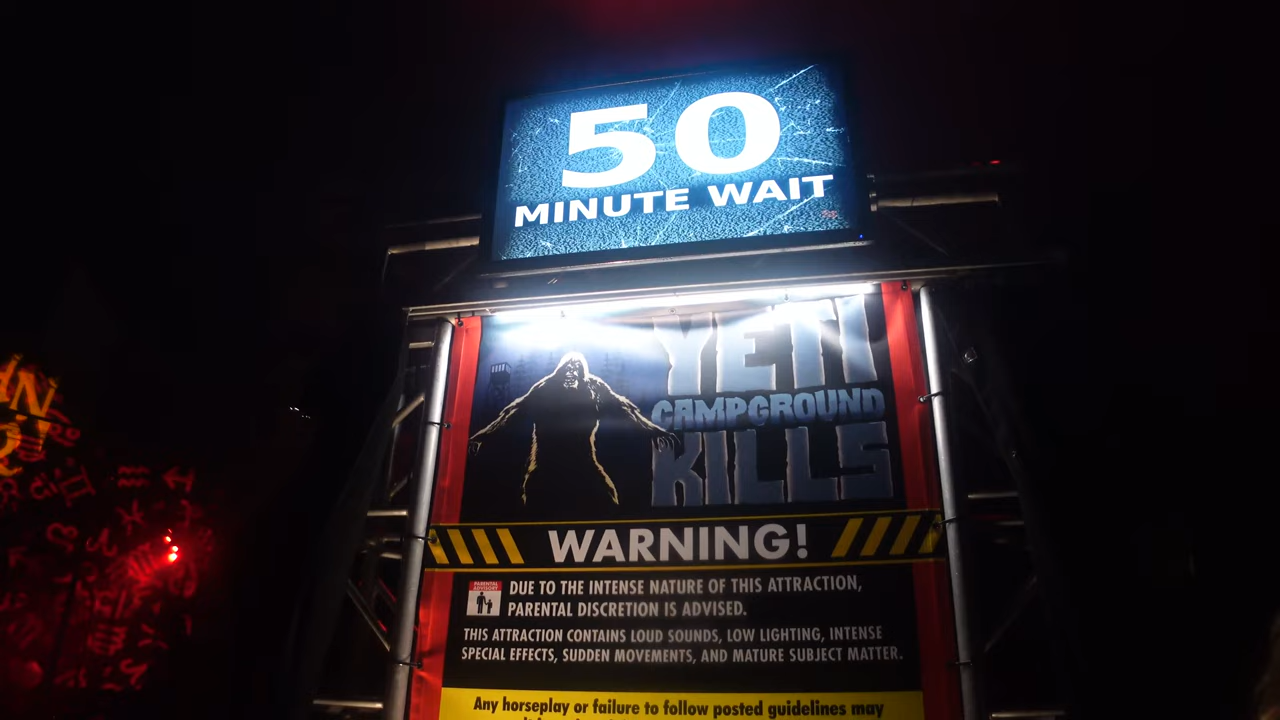 50
MINUTE WAIT
YETI
CAMPGROUND
KILLS
WARNING!
PARENTAL
ADVISORY
DUE TO THE INTENSE NATURE OF THIS ATTRACTION,
PARENTAL DISCRETION IS ADVISED.
THIS ATTRACTION CONTAINS LOUD SOUNDS, LOW LIGHTING, INTENSE
SPECIAL EFFECTS, SUDDEN MOVEMENTS, AND MATURE SUBJECT MATTER.
Any horseplay or failure to follow posted guidelines may